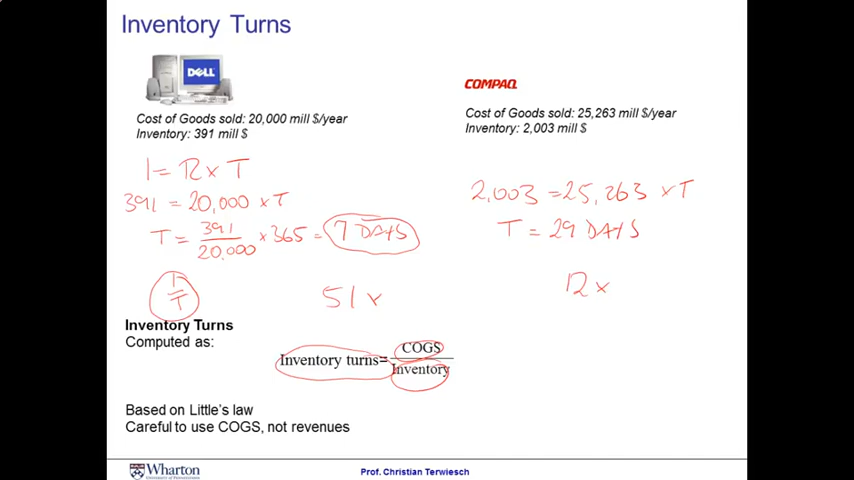 Inventory Turns
DELL
Cost of Goods sold: 20,000 mill $/year
Inventory: 391 mill $
I = R x T
391 = 20,000 x T
T = 391/20,000 x 365 = 7 DAYS
1/T
51 x
COMPAQ
Cost of Goods sold: 25,263 mill $/year
Inventory: 2,003 mill $
2,003 = 25,263 x T
T = 29 DAYS
12 x
Inventory Turns
Computed as:
Inventory turns= COGS/Inventory
Based on Little's law
Careful to use COGS, not revenues
Wharton
Prof. Christian Terwiesch